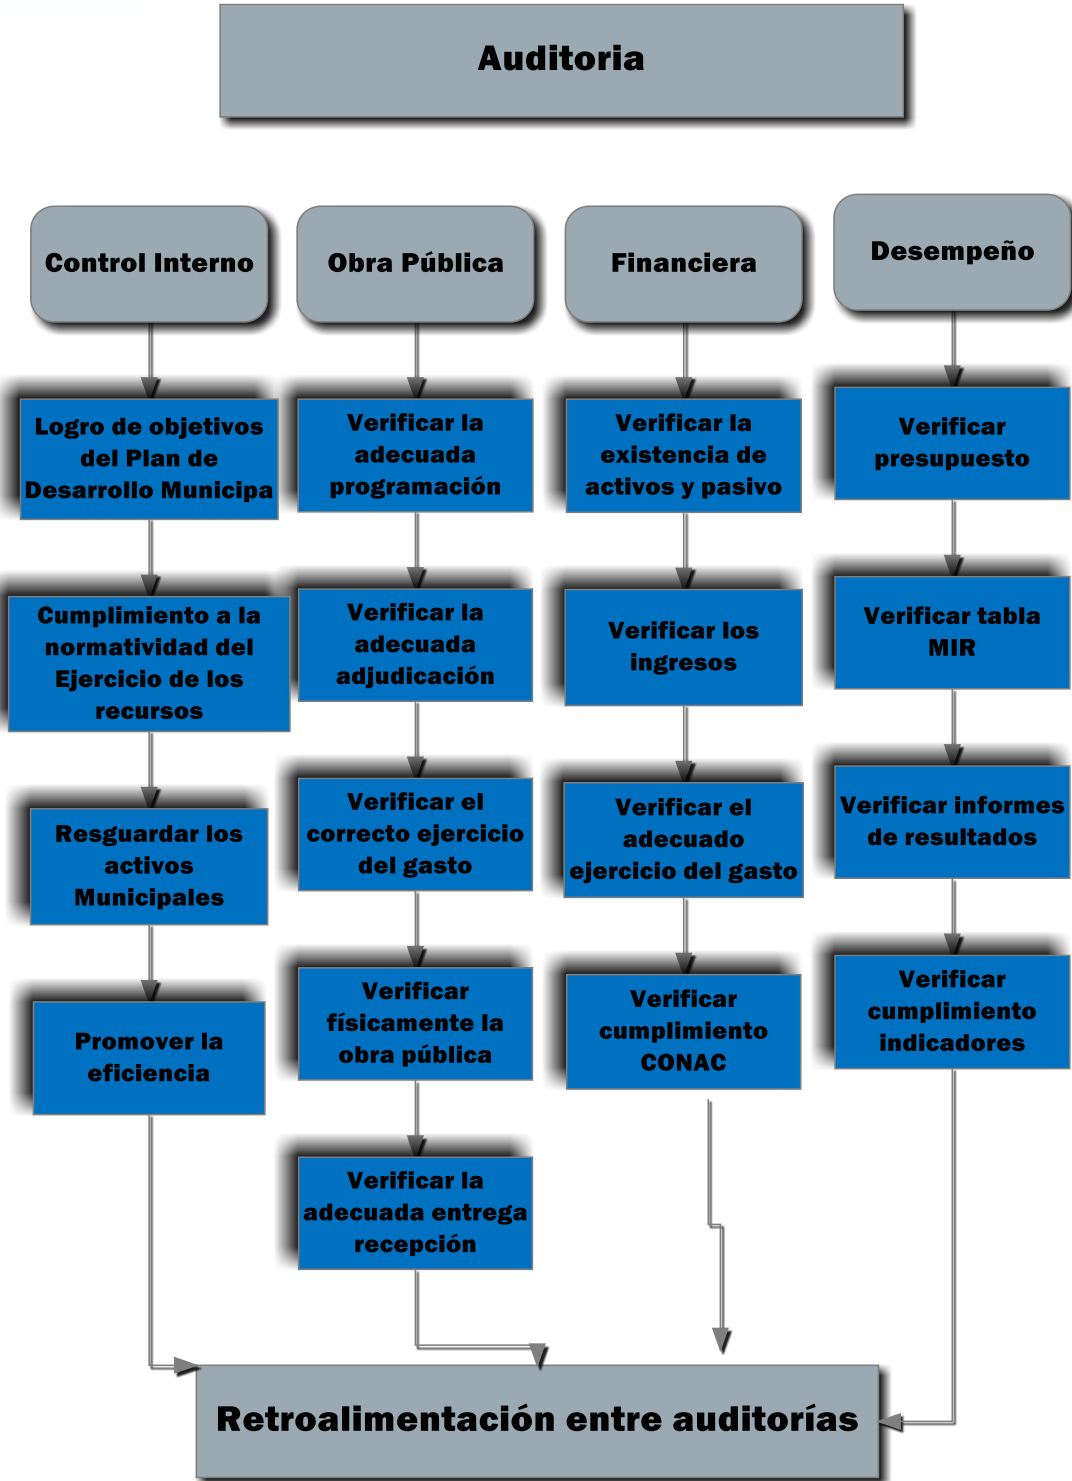 Auditoria
Control Interno
Logro de objetivos
del Plan de
Desarrollo Municipa
Cumplimiento a la
normatividad del
Ejercicio de los
recursos
Resguardar los
activos
Municipales
Promover la
eficiencia
Obra Pública
Verificar la
adecuada
programación
Verificar la
adecuada
adjudicación
Verificar el
correcto ejercicio
del gasto
Verificar
físicamente la
obra pública
Verificar la
adecuada entrega
recepción
Financiera
Verificar la
existencia de
activos y pasivo
Verificar los
ingresos
Verificar el
adecuado
ejercicio del gasto
Verificar
cumplimiento
CONAC
Desempeño
Verificar
presupuesto
Verificar tabla
MIR
Verificar informes
de resultados
Verificar
cumplimiento
indicadores
Retroalimentación entre auditorías